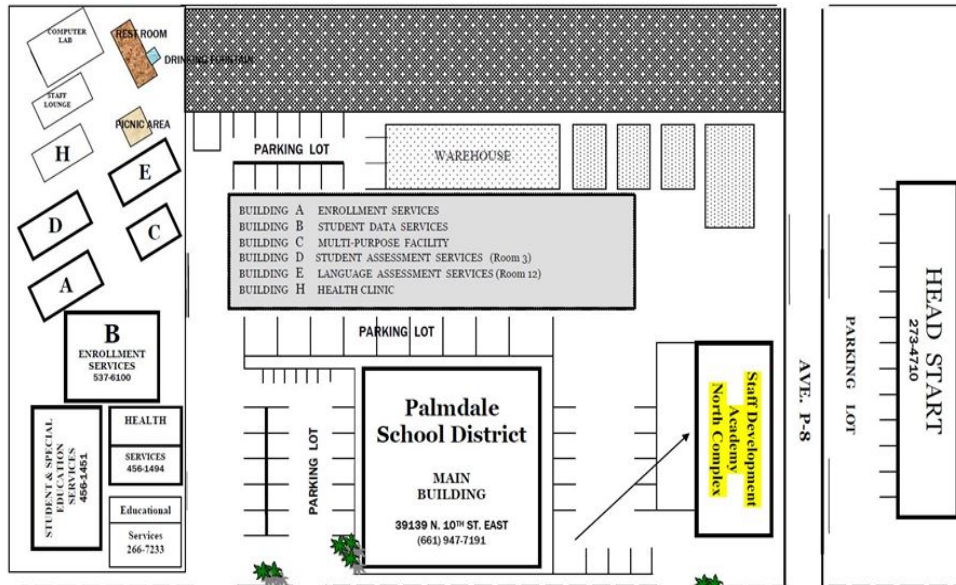 COMPUTER
LAB
REST ROOM
DRINKING FOUNTAIN
STAFF
LOUNGE
PICNIC AREA
H
E
D
C
A
B
ENROLLMENT
SERVICES
537-6100
STUDENT & SPECIAL
EDUCATION
SERVICES
456-1451
HEALTH
SERVICES
456-1494
Educational
Services
266-7233
PARKING LOT
WAREHOUSE
BUILDING A ENROLLMENT SERVICES
BUILDING B STUDENT DATA SERVICES
BUILDING C MULTI-PURPOSE FACILITY
BUILDING D STUDENT ASSESSMENT SERVICES (Room 3)
BUILDING E LANGUAGE ASSESSMENT SERVICES (Room 12)
BUILDING H HEALTH CLINIC
PARKING LOT
PARKING LOT
Palmdale
School District
MAIN
BUILDING
39139 N. 10TH ST. EAST
(661) 947-7191
Staff Development
Academy
North Complex
AVE. P-8
PARKING LOT
HEAD START
273-4710